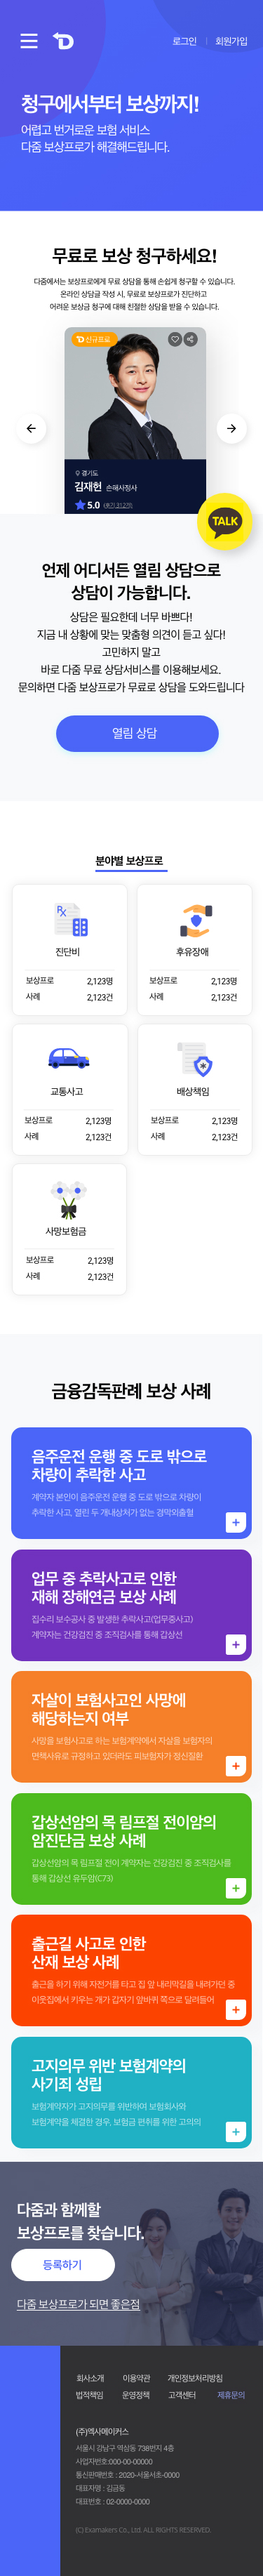 로그인 | 회원가입
청구에서부터 보상까지!
어렵고 번거로운 보험 서비스
다줌 보상프로가 해결해드립니다.
무료로 보상 청구하세요!
다줌에서는 보상프로에게 무료 상담을 통해 손쉽게 청구할 수 있습니다.
온라인 상담글 작성 시, 무료로 보상프로가 진단하고
어려운 보상금 청구에 대해 친절한 상담을 받을 수 있습니다.
신규프로
경기도
김재헌 손해사정사
5.0
TALK
언제 어디서든 열림 상담으로
상담이 가능합니다.
상담은 필요한데 너무 바쁘다!
지금 내 상황에 맞는 맞춤형 의견이 듣고 싶다!
고민하지 말고
바로 다줌 무료 상담서비스를 이용해보세요.
문의하면 다줌 보상프로가 무료로 상담을 도와드립니다
열림 상담
분야별 보상프로
진단비
보상프로 2,123명
사례 2,123건
후유장애
보상프로 2,123명
사례 2,123건
교통사고
보상프로 2,123명
사례 2,123건
배상책임
보상프로 2,123명
사례 2,123건
사망보험금
보상프로 2,123명
사례 2,123건
금융감독판례 보상 사례
음주운전 운행 중 도로 밖으로
차량이 추락한 사고
계약자 본인이 음주운전 운행 중 도로 밖으로 차량이
추락한 사고, 열린 두 개내상처가 없는 경막외출혈
업무 중 추락사고로 인한
재해 장해연금 보상 사례
집수리 보수공사 중 발생한 추락사고(업무중사고)
계약자는 건강검진 중 조직검사를 통해 갑상선
자살이 보험사고인 사망에
해당하는지 여부
사망을 보험사고로 하는 보험계약에서 자살을 보험자의
면책사유로 규정하고 있더라도 피보험자가 정신질환
갑상선암의 목 림프절 전이암의
암진단금 보상 사례
갑상선암의 목 림프절 전이 계약자는 건강검진 중 조직검사를
통해 갑상선 유두암(C73)
출근길 사고로 인한
산재 보상 사례
출근을 하기 위해 자전거를 타고 집 앞 내리막길을 내려가던 중
이웃집에서 키우는 개가 갑자기 앞바퀴 쪽으로 달려들어
고지의무 위반 보험계약의
사기죄 성립
보험계약자가 고지의무를 위반하여 보험회사와
보험계약을 체결한 경우, 보험금 편취를 위한 고의의
다줌과 함께할
보상프로를 찾습니다.
등록하기
다줌 보상프로가 되면 좋은점
회사소개 이용약관 개인정보처리방침
법적책임 운영정책 고객센터 제휴문의
(주)엑사메이커스
서울시 강남구 역삼동 738번지 4층
사업자번호:000-00-00000
통신판매번호 : 2020-서울서초-0000
대표자명 : 김금동
대표번호 : 02-0000-0000
(C) Examakers Co., Ltd. ALL RIGHTS RESERVED.